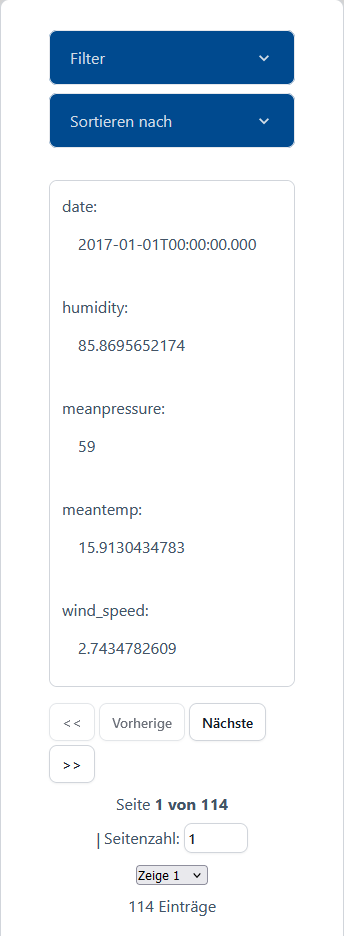 Filter
Sortieren nach
date:
2017-01-01T00:00:00.000
humidity:
85.8695652174
meanpressure:
59
meantemp:
15.9130434783
wind_speed:
2.7434782609
<< Vorherige Nächste
>>
Seite 1 von 114
| Seitenzahl: 1
Zeige 1
114 Einträge